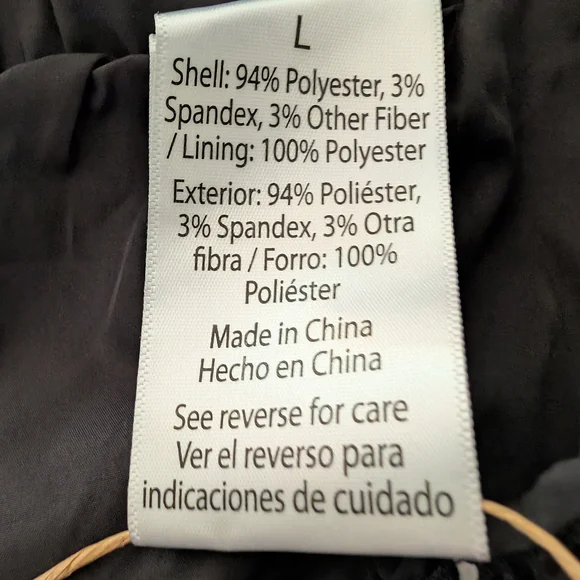 L
Shell: 94% Polyester, 3%
Spandex, 3% Other Fiber
/ Lining: 100% Polyester
Exterior: 94% Poliéster,
3% Spandex, 3% Otra
fibra / Forro: 100%
Poliéster
Made in China
Hecho en China
See reverse for care
Ver el reverso para
indicaciones de cuidado